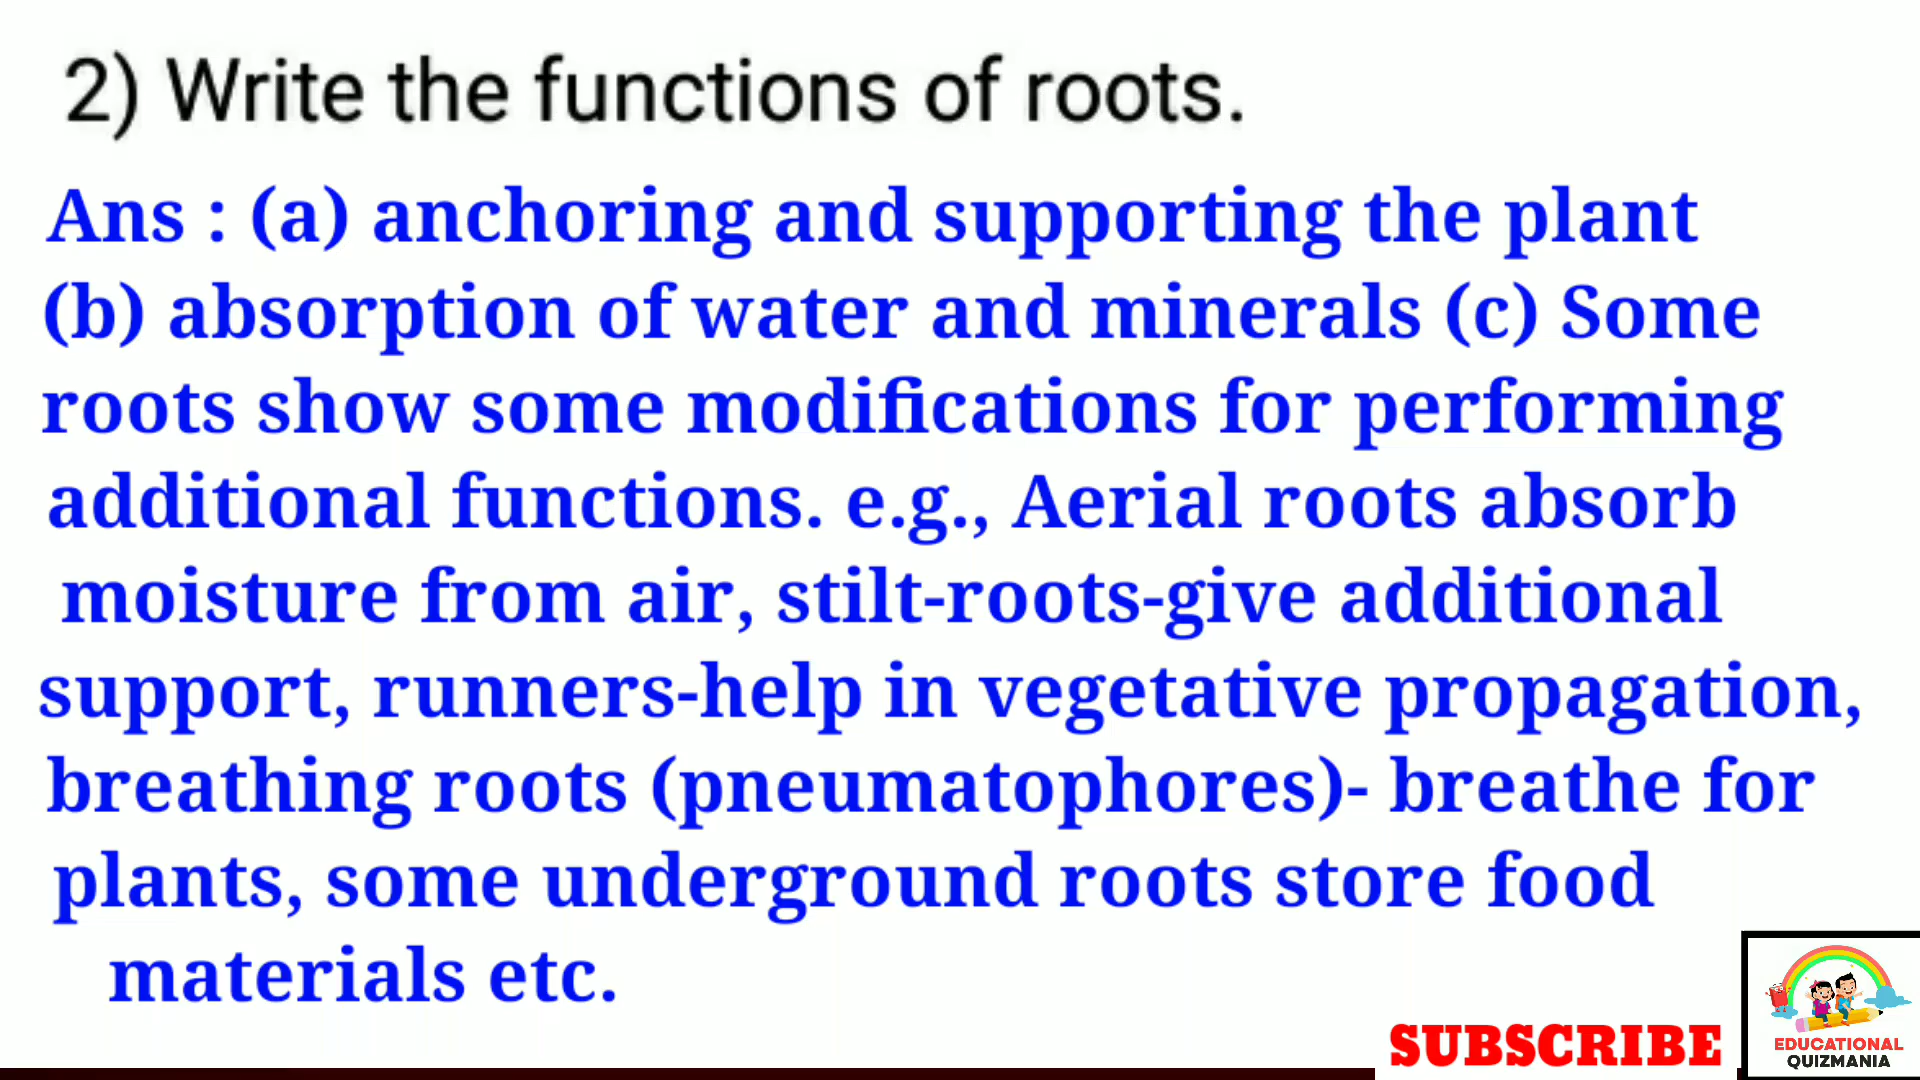 2) Write the functions of roots.
Ans : (a) anchoring and supporting the plant
(b) absorption of water and minerals (c) Some
roots show some modifications for performing
additional functions. e.g., Aerial roots absorb
moisture from air, stilt-roots-give additional
support, runners-help in vegetative propagation,
breathing roots (pneumatophores)- breathe for
plants, some underground roots store food
materials etc.
SUBSCRIBE
EDUCATIONAL
QUIZMANIA